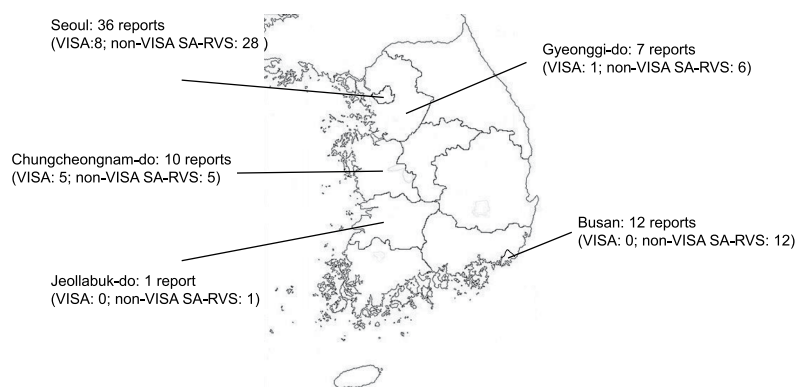 Seoul: 36 reports
(VISA:8; non-VISA SA-RVS: 28 )
Gyeonggi-do: 7 reports
(VISA: 1; non-VISA SA-RVS: 6)
Chungcheongnam-do: 10 reports
(VISA: 5; non-VISA SA-RVS: 5)
Busan: 12 reports
(VISA: 0; non-VISA SA-RVS: 12)
Jeollabuk-do: 1 report
(VISA: 0; non-VISA SA-RVS: 1)